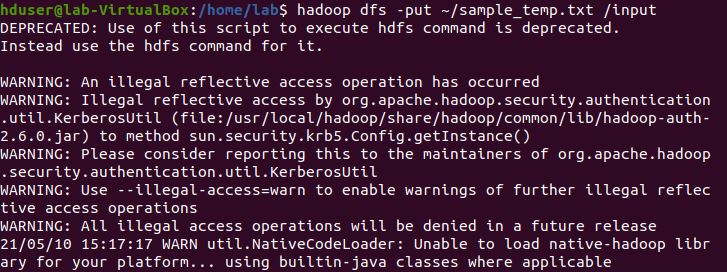 hduser@lab-VirtualBox:/home/lab$ hadoop dfs -put ~/sample_temp.txt /input
DEPRECATED: Use of this script to execute hdfs command is deprecated.
Instead use the hdfs command for it.

WARNING: An illegal reflective access operation has occurred
WARNING: Illegal reflective access by org.apache.hadoop.security.authentication
.util.KerberosUtil (file:/usr/local/hadoop/share/hadoop/common/lib/hadoop-auth-
2.6.0.jar) to method sun.security.krb5.Config.getInstance()
WARNING: Please consider reporting this to the maintainers of org.apache.hadoop
.security.authentication.util.KerberosUtil
WARNING: Use --illegal-access=warn to enable warnings of further illegal reflec
tive access operations
WARNING: All illegal access operations will be denied in a future release
21/05/10 15:17:17 WARN util.NativeCodeLoader: Unable to load native-hadoop libr
ary for your platform... using builtin-java classes where applicable